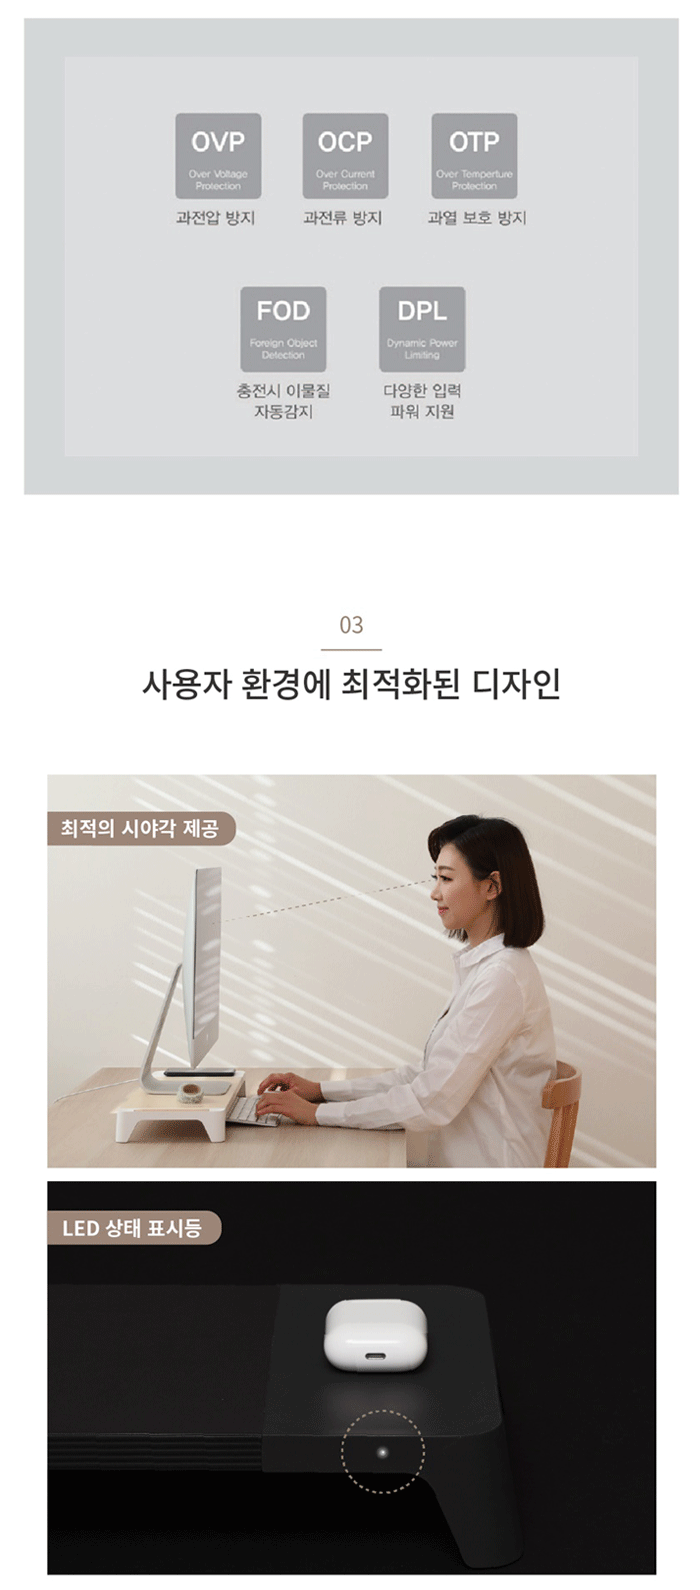 OVP
Over Voltage
Protection
과전압 방지
OCP
Over Current
Protection
과전류 방지
OTP
Over Temperture
Protection
과열 보호 방지
FOD
Foreign Object
Detection
충전시 이물질
자동감지
DPL
Dynamic Power
Limiting
다양한 입력
파워 지원
03
사용자 환경에 최적화된 디자인
최적의 시야각 제공
LED 상태 표시등